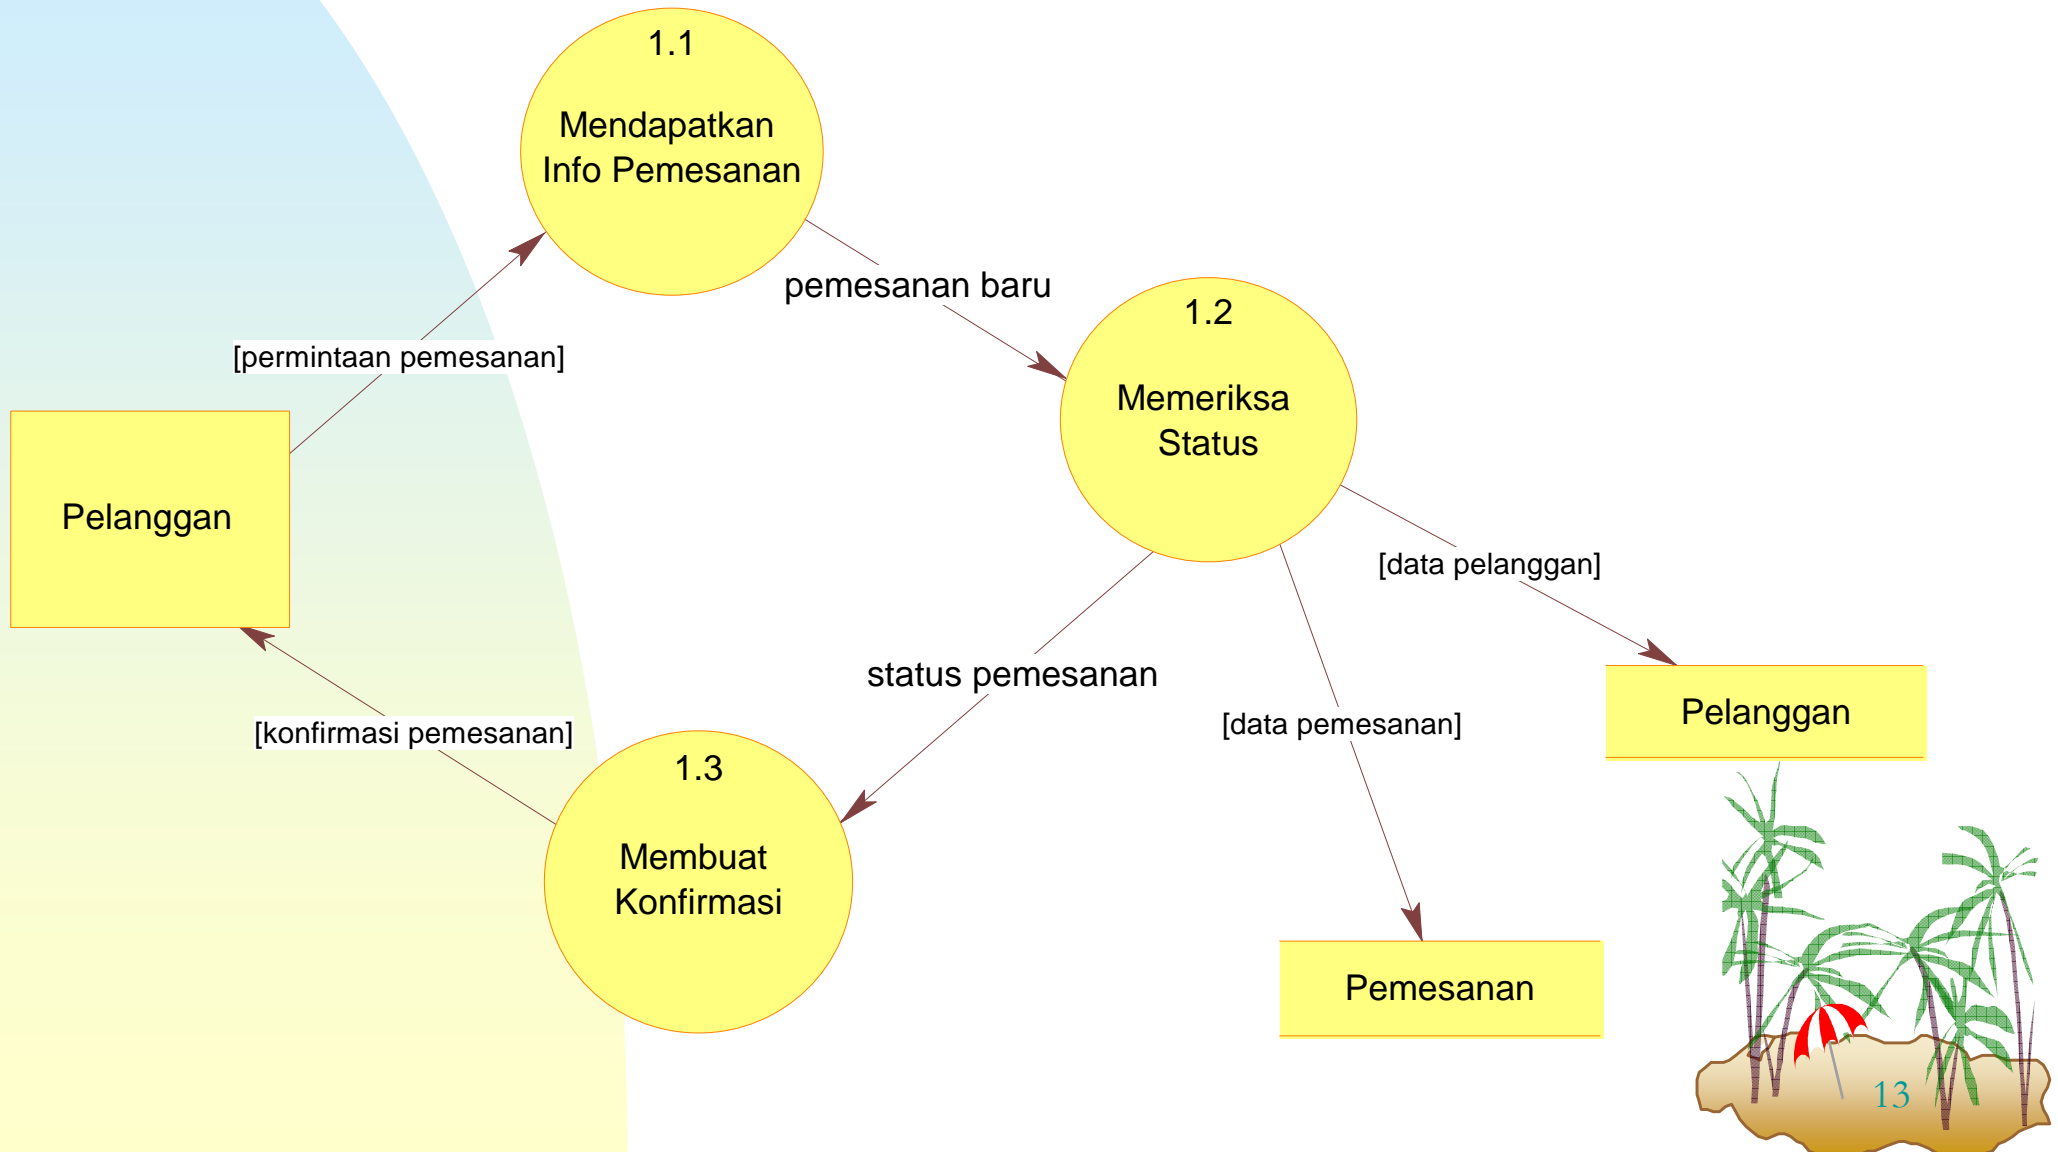 1.1
Mendapatkan
Info Pemesanan
pemesanan baru
[permintaan pemesanan]
1.2
Memeriksa
Status
Pelanggan
[data pelanggan]
status pemesanan
[data pemesanan]
Pelanggan
[konfirmasi pemesanan]
1.3
Membuat
Konfirmasi
Pemesanan
13